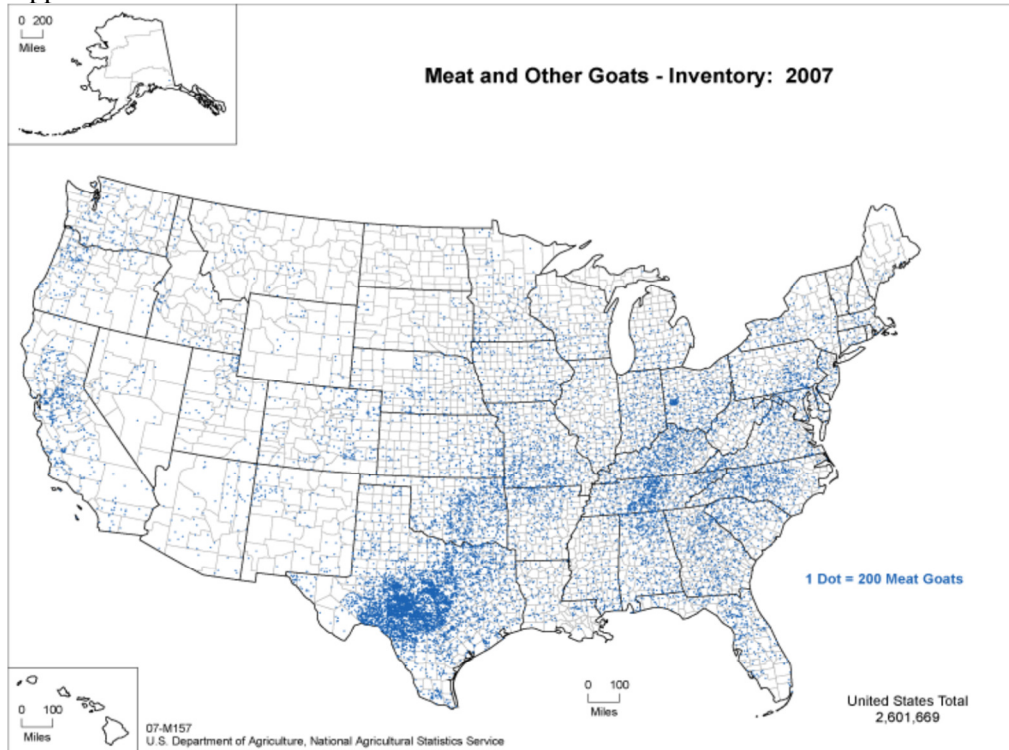 0 200
Miles
Meat and Other Goats - Inventory: 2007
1 Dot = 200 Meat Goats
0 100
Miles
0 100
Miles
United States Total
2,601,669
07-M157
U.S. Department of Agriculture, National Agricultural Statistics Service